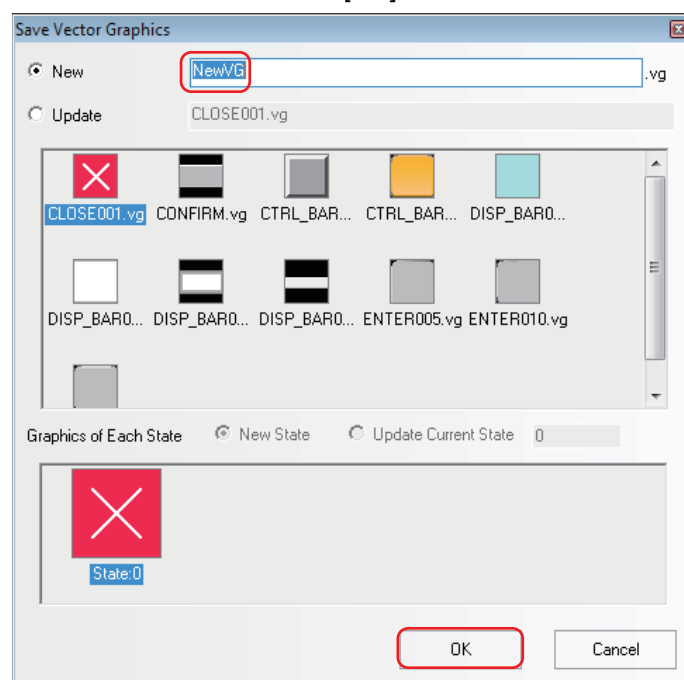 Save Vector Graphics
New NewVG .vg
Update CLOSE001.vg
CLOSE001.vg CONFIRM.vg CTRL_BAR... CTRL_BAR... DISP_BAR0...
DISP_BAR0... DISP_BAR0... DISP_BAR0... ENTER005.vg ENTER010.vg
Graphics of Each State New State Update Current State 0
State:0
OK Cancel